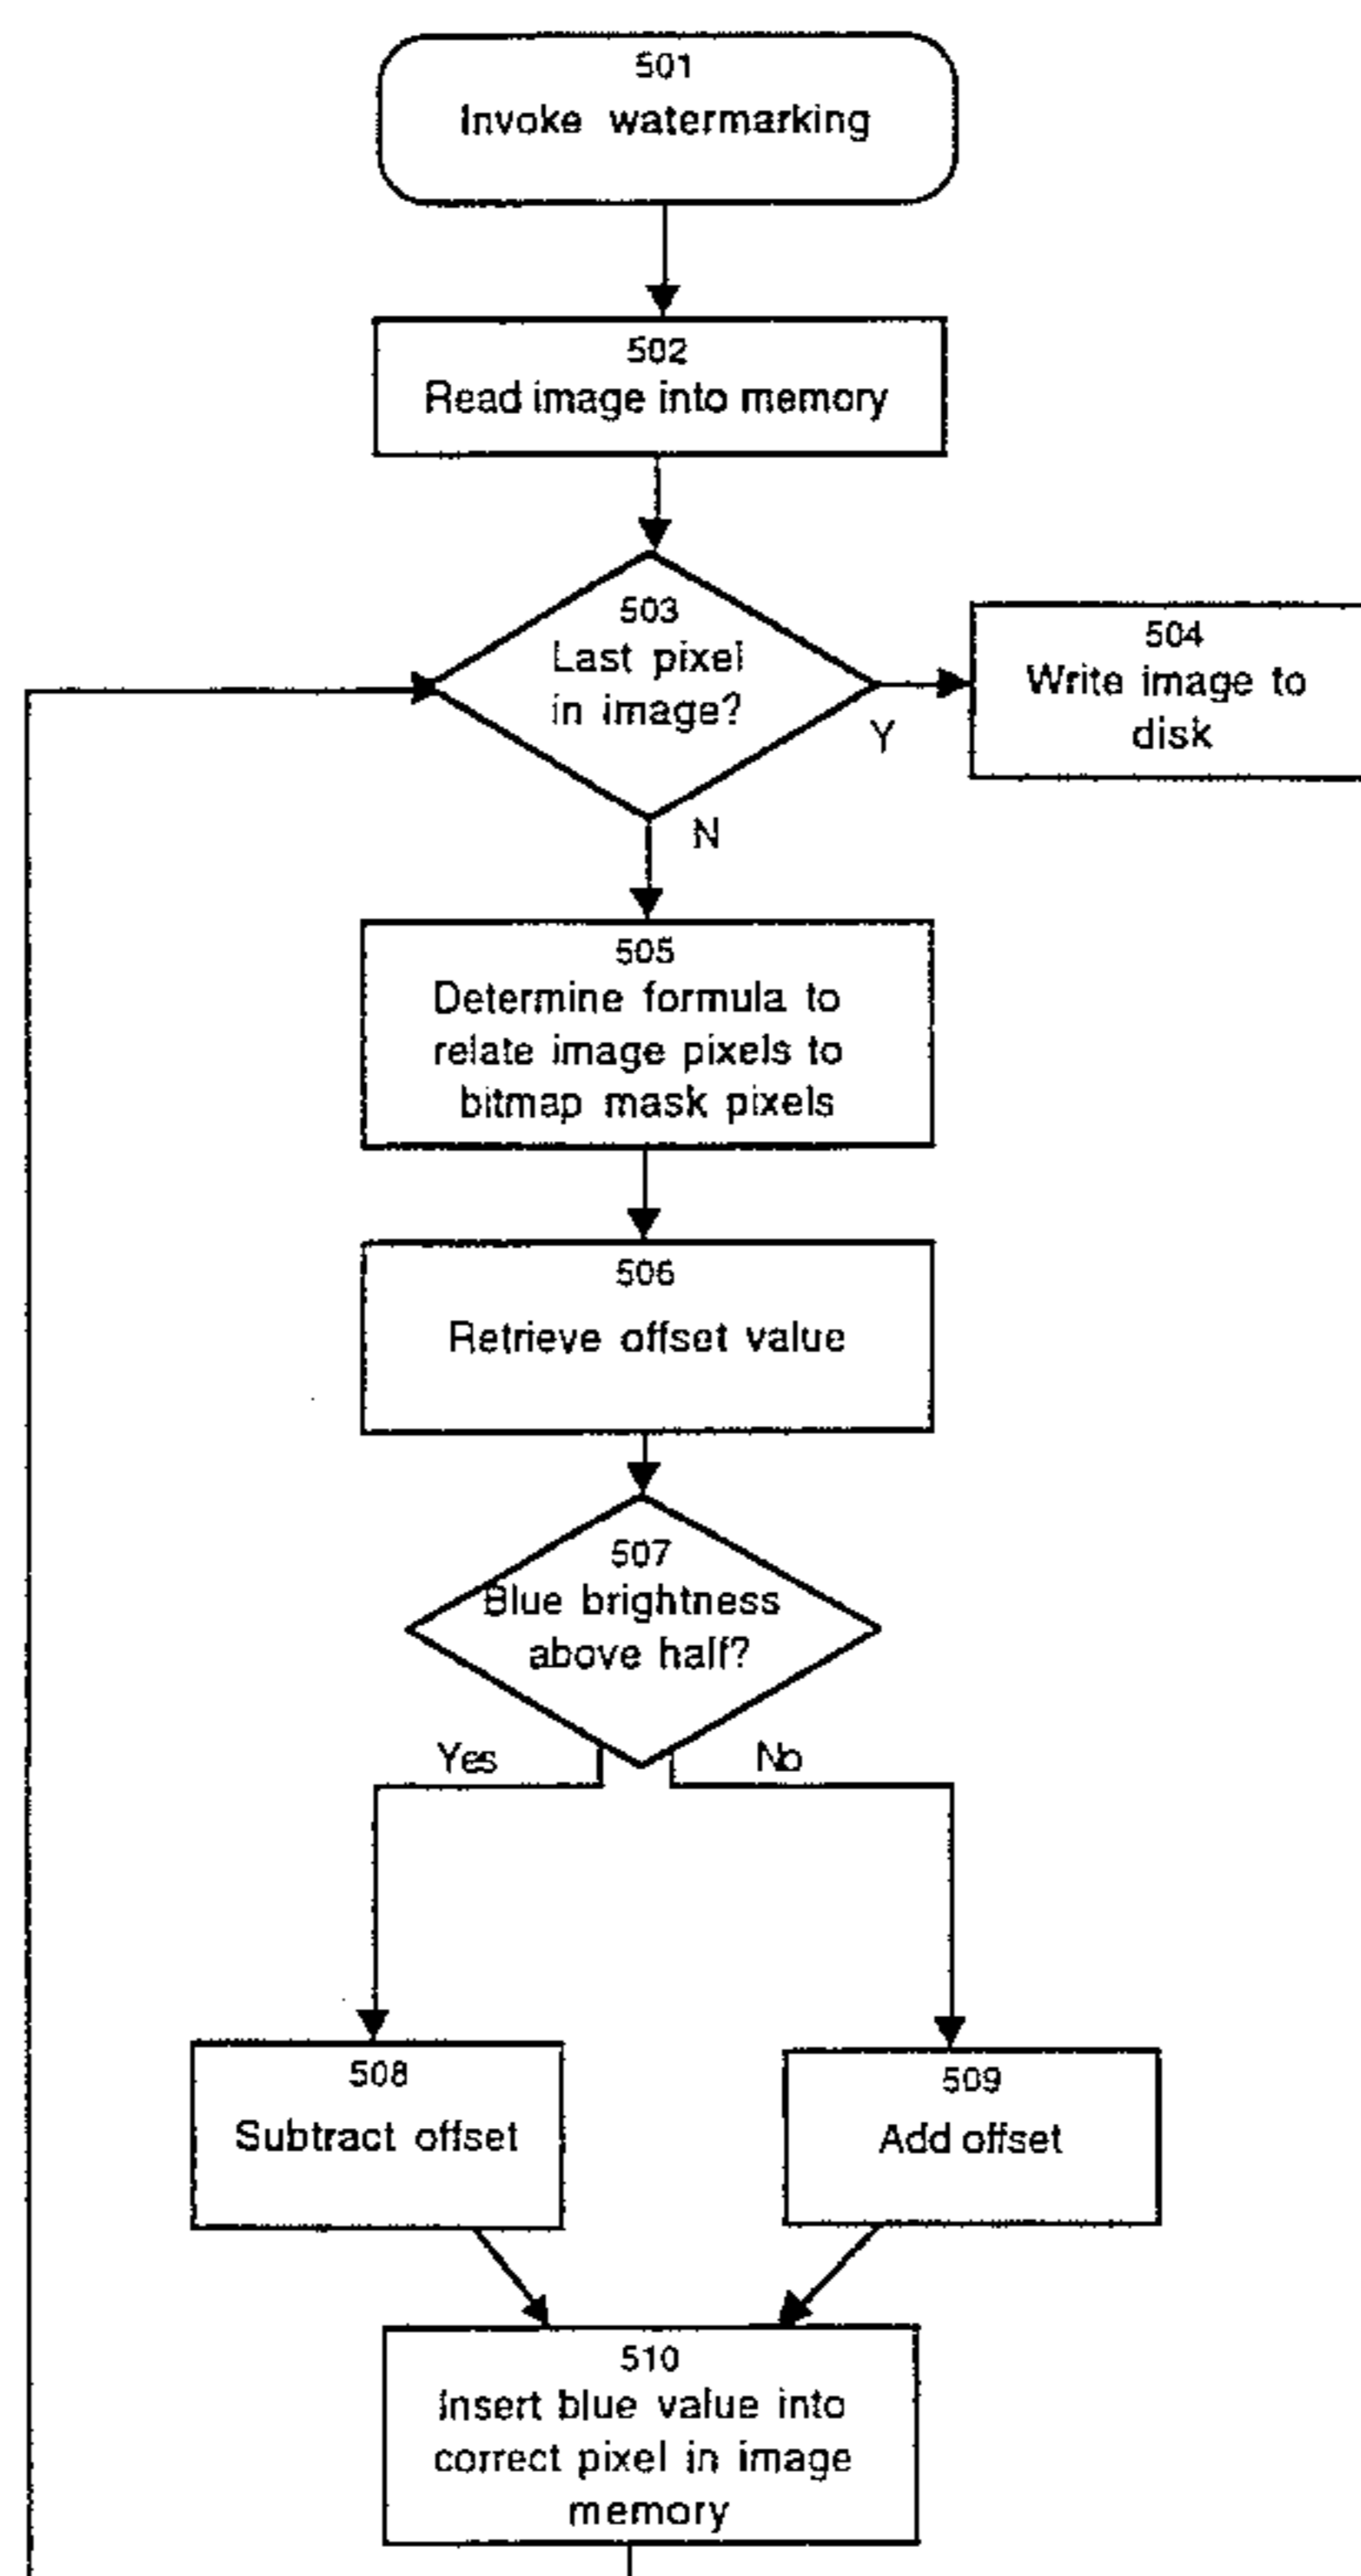 501
Invoke watermarking
502
Read image into memory
503
Last pixel
in image?
Y
504
Write image to
disk
N
505
Determine formula to
relate image pixels to
bitmap mask pixels
506
Retrieve offset value
507
Blue brightness
above half?
Yes
No
508
Subtract offset
509
Add offset
510
Insert blue value into
correct pixel in image
memory